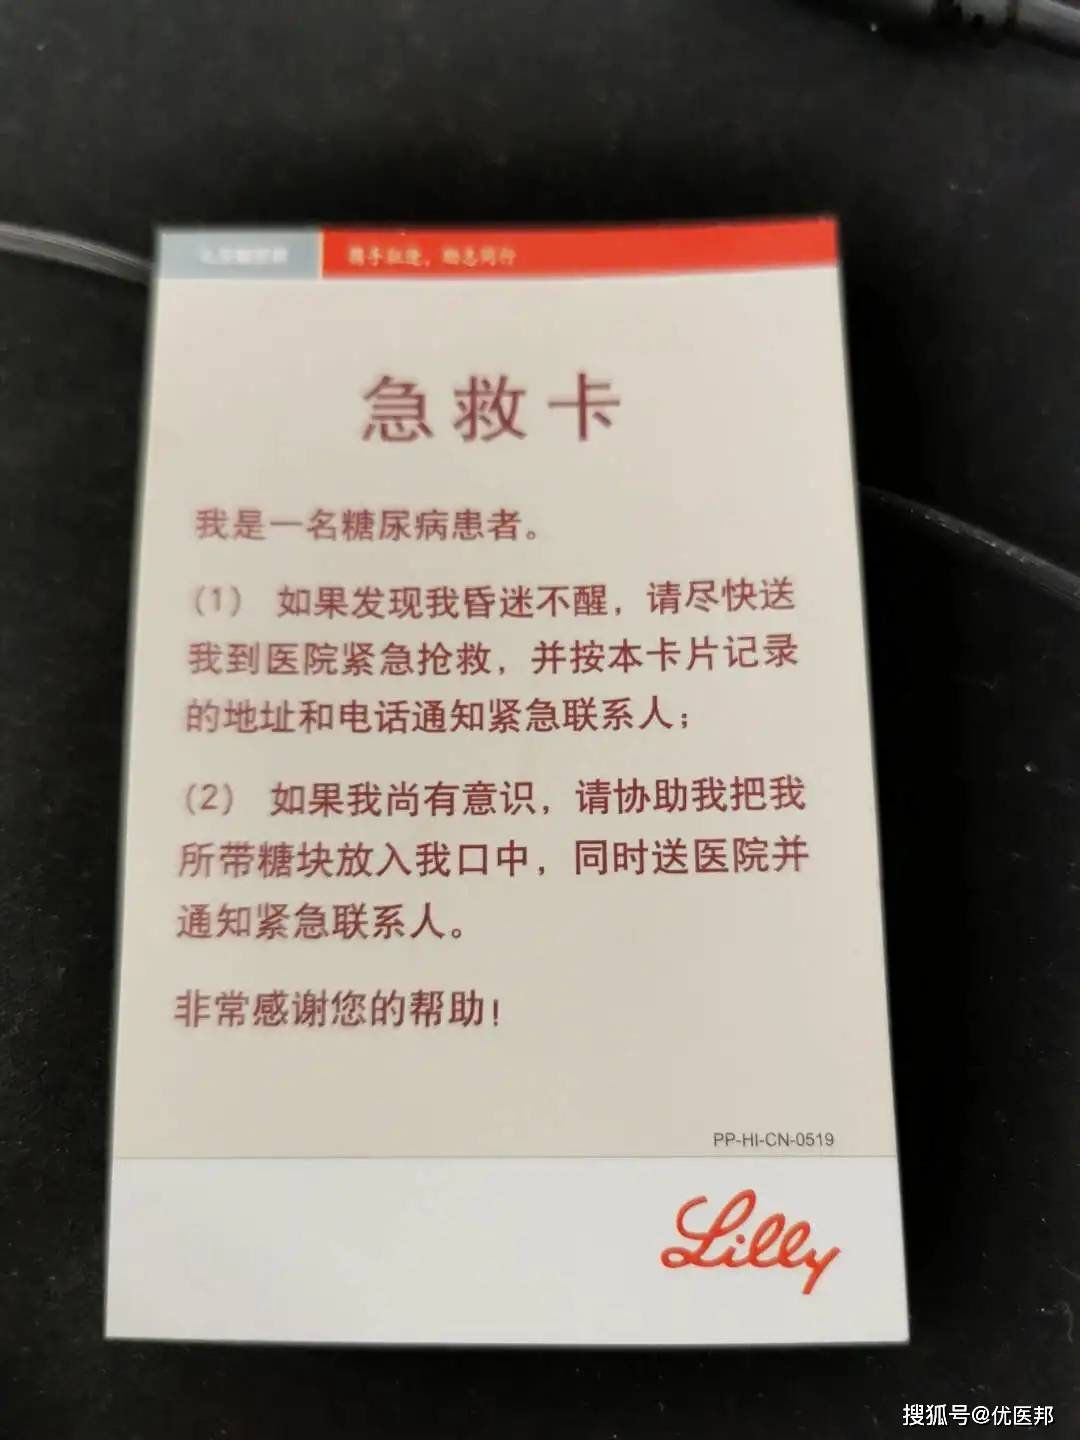 急救卡
我是一名糖尿病患者。
(1) 如果发现我昏迷不醒，请尽快送
我到医院紧急抢救，并按本卡片记录
的地址和电话通知紧急联系人；
(2) 如果我尚有意识，请协助我把我
所带糖块放入我口中，同时送医院并
通知紧急联系人。
非常感谢您的帮助！
PP-HI-CN-0519
Lilly
搜狐号@优医邦